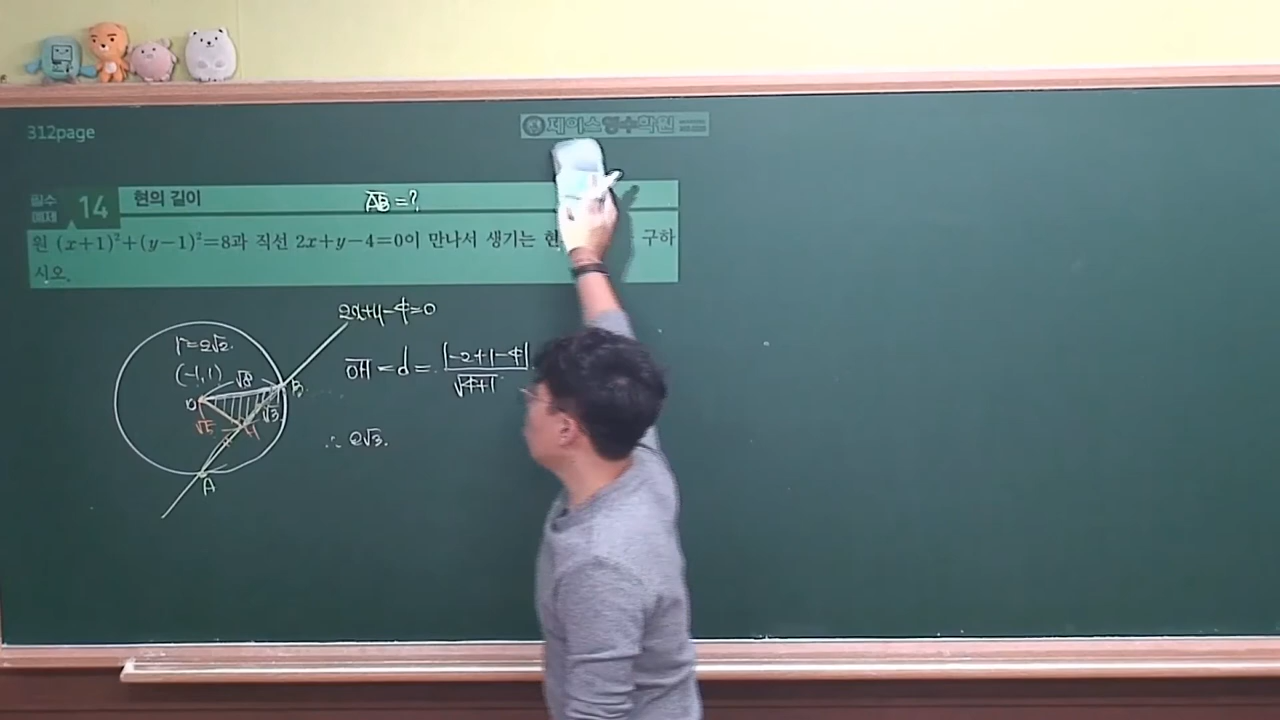 312page
제이스영수학원
필수
예제 14 현의 길이
AB = ?
원 (x+1)²+(y−1)²=8과 직선 2x+y−4=0이 만나서 생기는 현 구하
시오.
2x+y−4=0
r=2√2
(−1,1)
√8
O
B
√5
H
√3
A
OH = d = |−2+1−4| / √4+1
∴ 2√3.